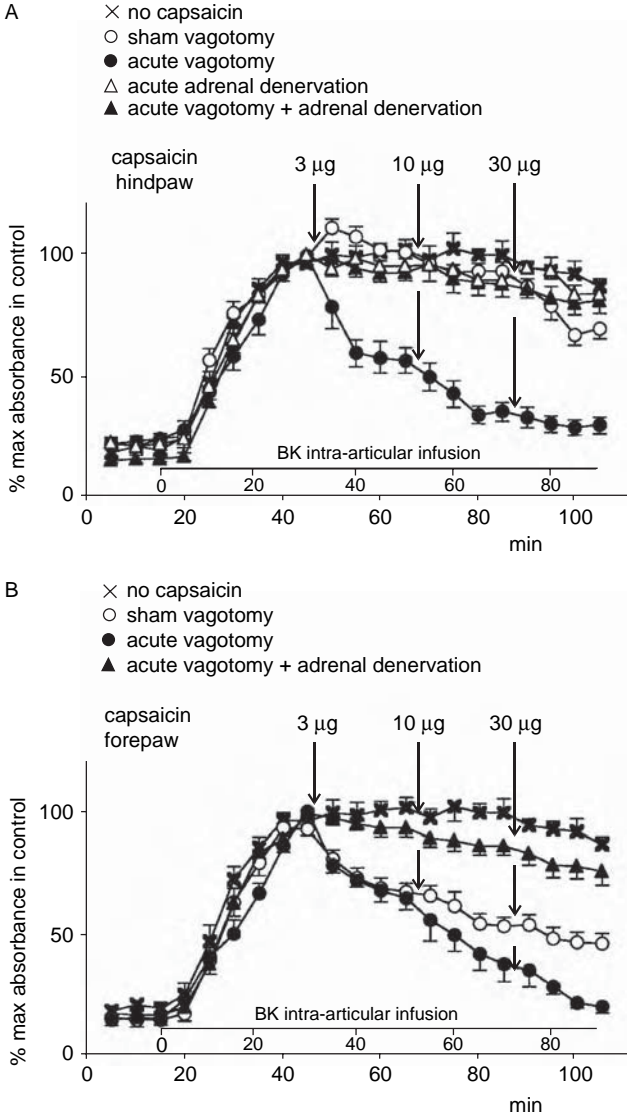 A
no capsaicin
sham vagotomy
acute vagotomy
acute adrenal denervation
acute vagotomy + adrenal denervation
capsaicin
hindpaw
3 μg 10 μg 30 μg
% max absorbance in control
100
50
0
BK intra-articular infusion
0 20 40 60 80
0 20 40 60 80 100
min
B
no capsaicin
sham vagotomy
acute vagotomy
acute vagotomy + adrenal denervation
capsaicin
forepaw
3 μg 10 μg 30 μg
% max absorbance in control
100
50
0
BK intra-articular infusion
0 20 40 60 80
0 20 40 60 80 100
min